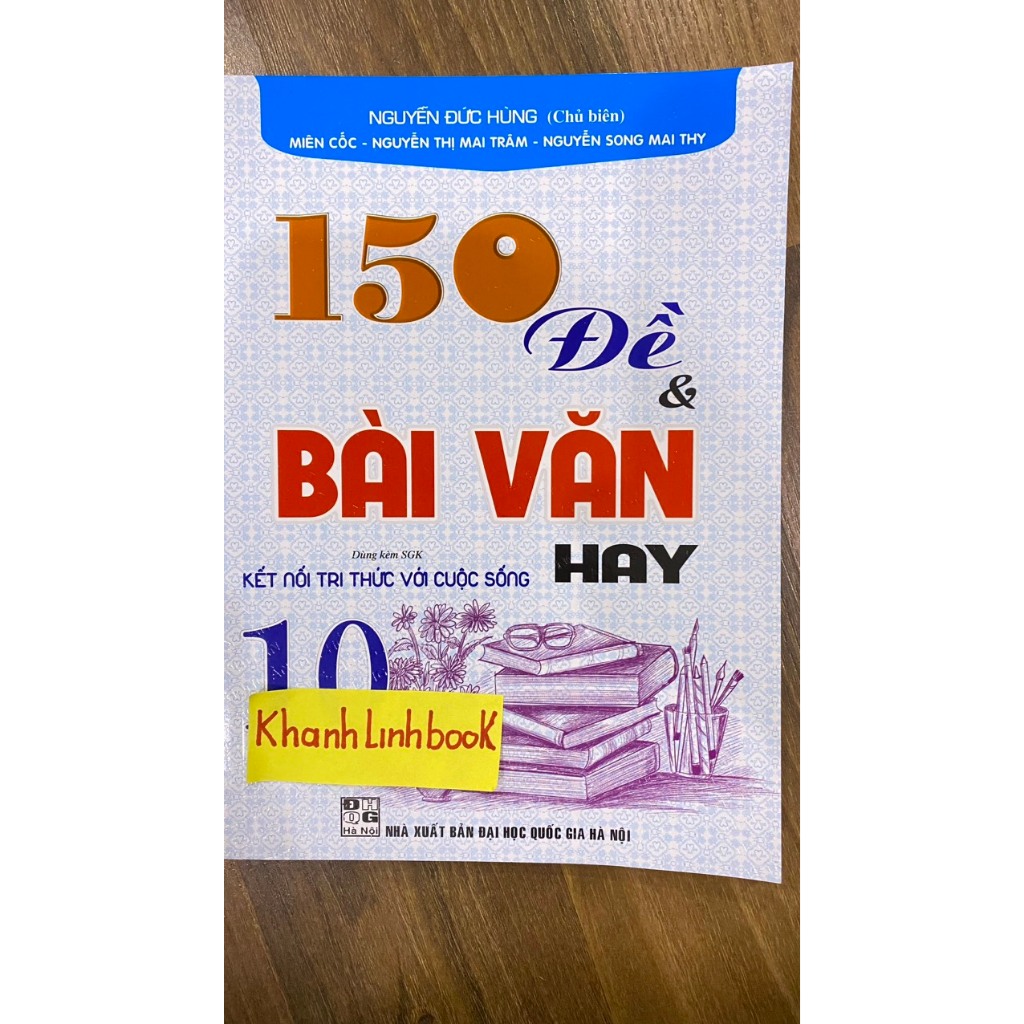 NGUYỄN ĐỨC HÙNG (Chủ biên)
MIÊN CỐC - NGUYỄN THỊ MAI TRÂM - NGUYỄN SONG MAI THY
150
Đề
&
BÀI VĂN
HAY
Dùng kèm SGK
KẾT NỐI TRI THỨC VỚI CUỘC SỐNG
10
Khanh Linh book
ĐH
QG
Hà Nội
NHÀ XUẤT BẢN ĐẠI HỌC QUỐC GIA HÀ NỘI